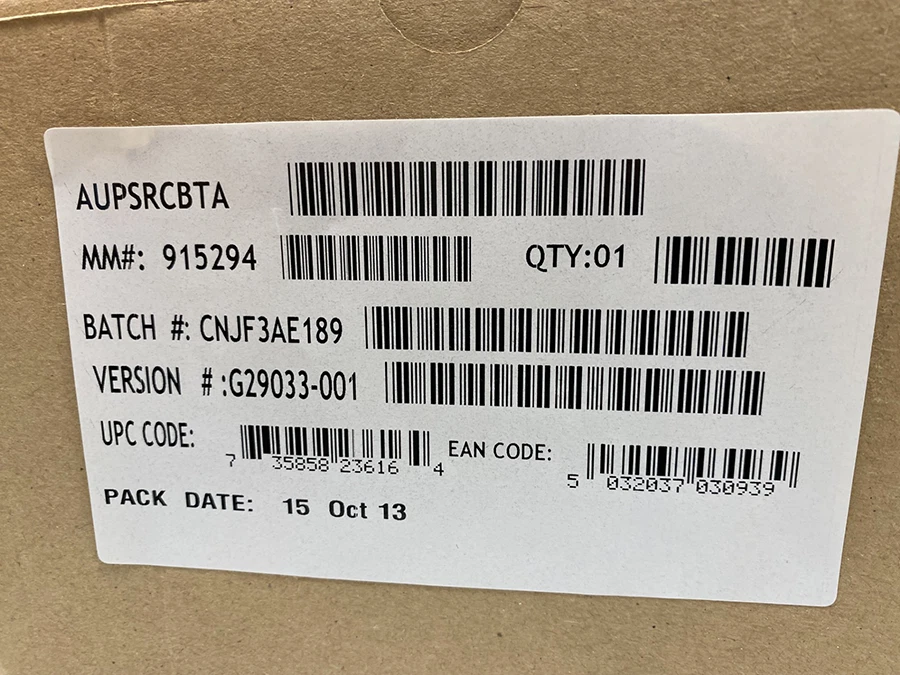 AUPSRCBTA
MM#: 915294 QTY:01
BATCH #: CNJF3AE189
VERSION #:G29033-001
UPC CODE: 7 35858 23616 4 EAN CODE: 5 032037 030939
PACK DATE: 15 Oct 13